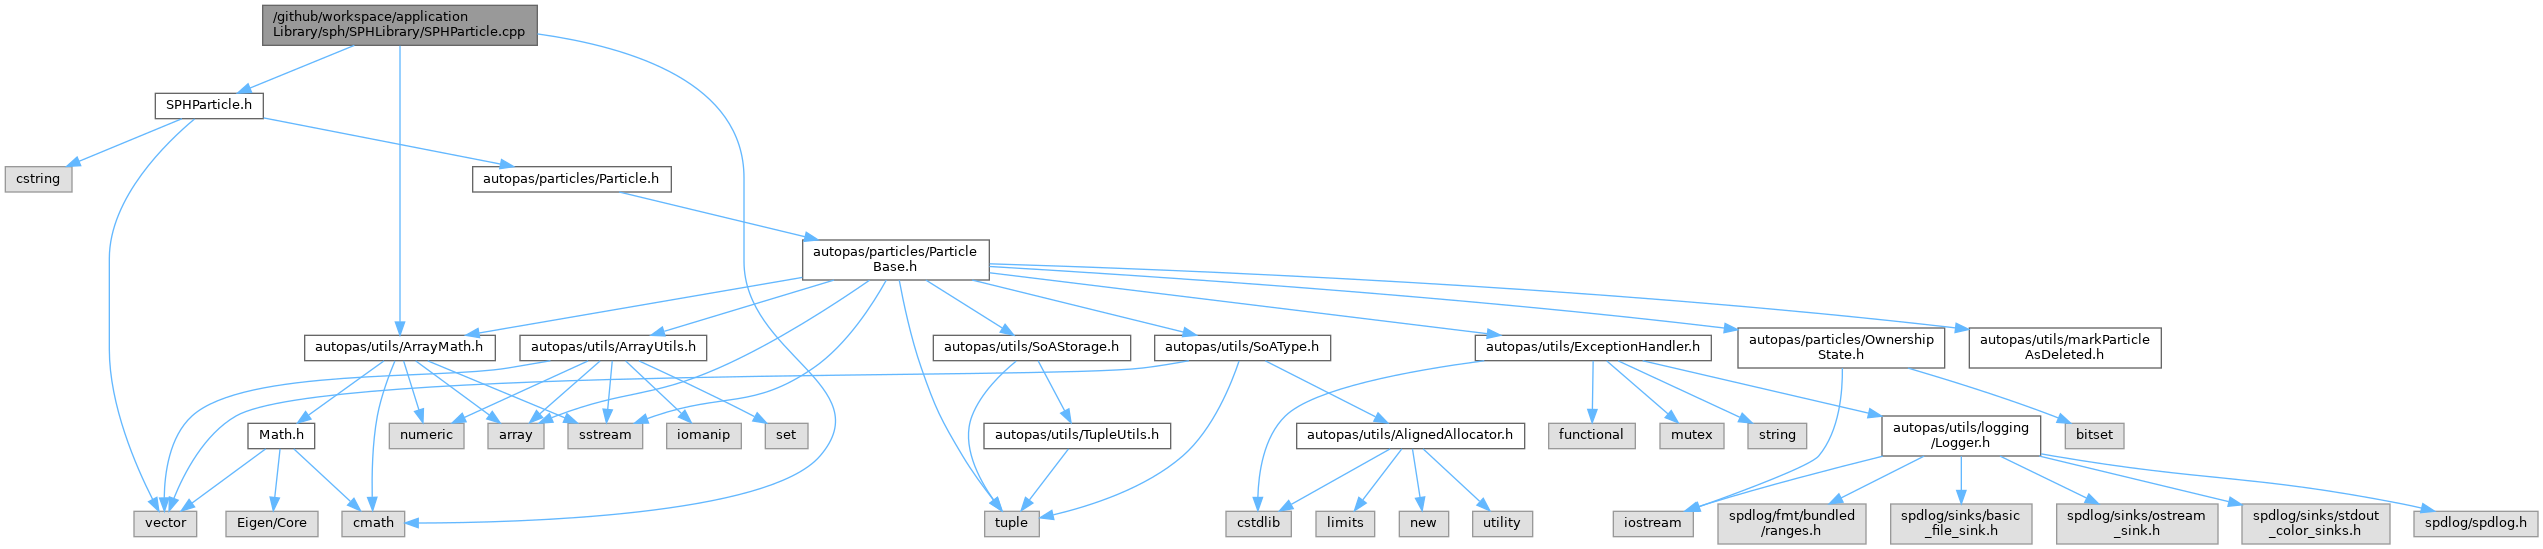 /github/workspace/application
Library/sph/SPHLibrary/SPHParticle.cpp
SPHParticle.h
cstring
autopas/particles/Particle.h
autopas/particles/Particle
Base.h
autopas/utils/ArrayMath.h
autopas/utils/ArrayUtils.h
autopas/utils/SoAStorage.h
autopas/utils/SoAType.h
autopas/utils/ExceptionHandler.h
autopas/particles/Ownership
State.h
autopas/utils/markParticle
AsDeleted.h
Math.h
numeric
array
sstream
iomanip
set
autopas/utils/TupleUtils.h
autopas/utils/AlignedAllocator.h
functional
mutex
string
autopas/utils/logging
/Logger.h
bitset
vector
Eigen/Core
cmath
tuple
cstdlib
limits
new
utility
iostream
spdlog/fmt/bundled
/ranges.h
spdlog/sinks/basic
_file_sink.h
spdlog/sinks/ostream
_sink.h
spdlog/sinks/stdout
_color_sinks.h
spdlog/spdlog.h